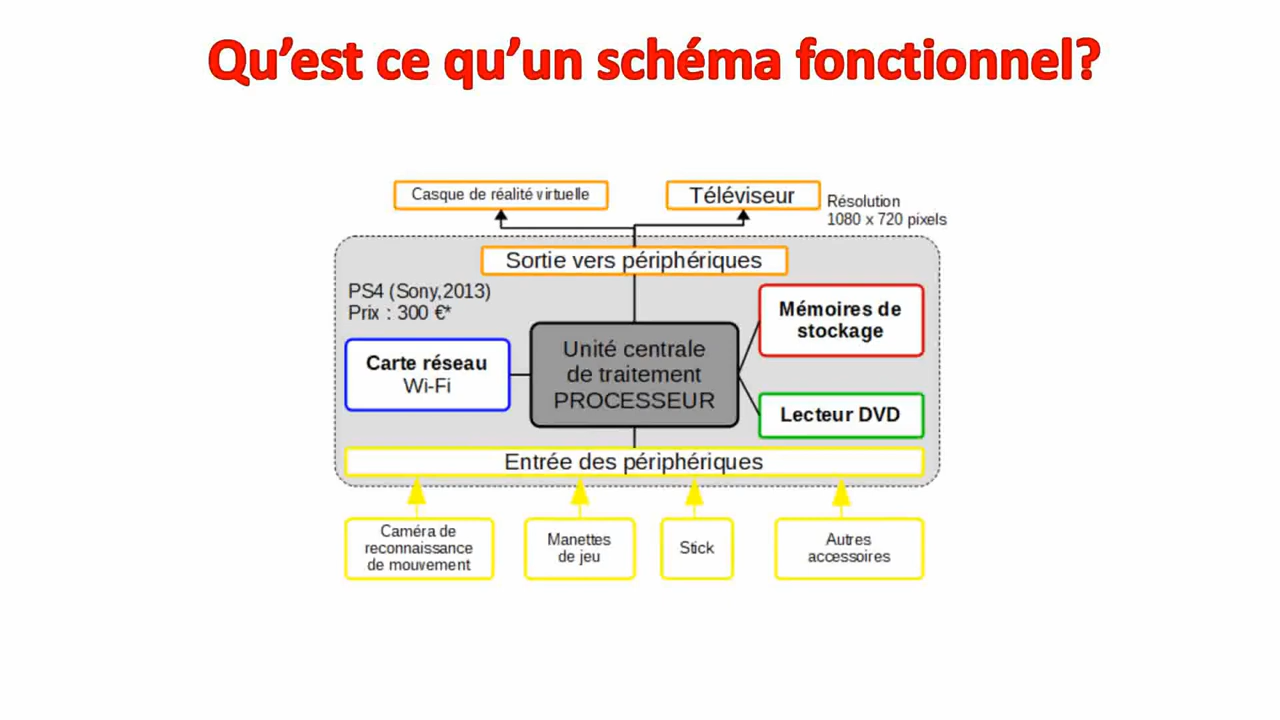 Qu’est ce qu’un schéma fonctionnel?
Casque de réalité virtuelle
Téléviseur
Résolution
1080 x 720 pixels
Sortie vers périphériques
PS4 (Sony,2013)
Prix : 300 €*
Mémoires de
stockage
Unité centrale
de traitement
PROCESSEUR
Carte réseau
Wi-Fi
Lecteur DVD
Entrée des périphériques
Caméra de
reconnaissance
de mouvement
Manettes
de jeu
Stick
Autres
accessoires